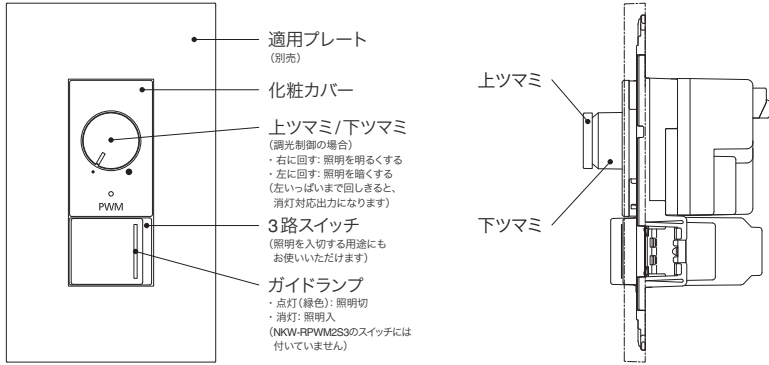 適用プレート
（別売）
化粧カバー
上ツマミ/下ツマミ
（調光制御の場合）
・右に回す: 照明を明るくする
・左に回す: 照明を暗くする
（左いっぱいまで回しきると、
消灯対応出力になります）
PWM
3路スイッチ
（照明を入切する用途にも
お使いいただけます）
ガイドランプ
・点灯（緑色）: 照明切
・消灯: 照明入
（NKW-RPWM2S3のスイッチには
付いていません）
上ツマミ
下ツマミ